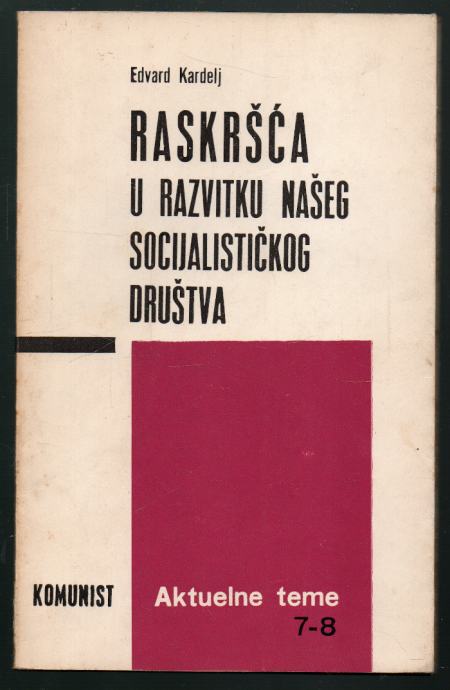 Edvard Kardelj
RASKRŠĆA
U RAZVITKU NAŠEG
SOCIJALISTIČKOG
DRUŠTVA
KOMUNIST
Aktuelne teme
7-8